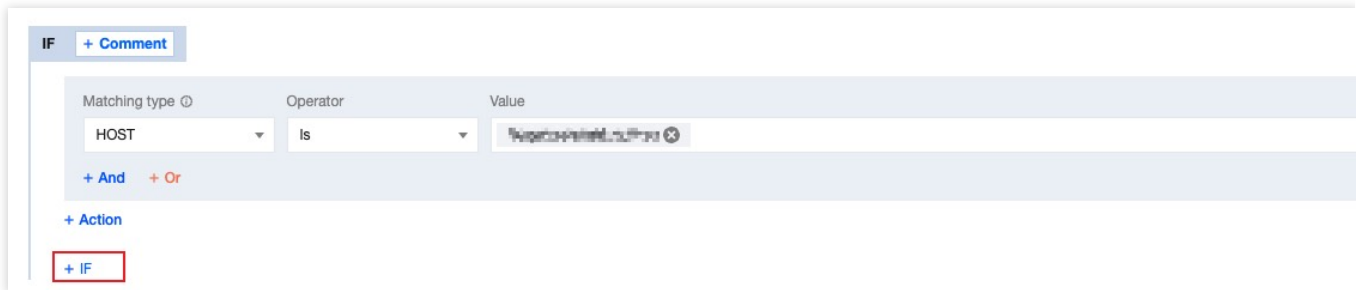 IF + Comment
Matching type Operator Value
HOST Is
+ And + Or
+ Action
+ IF